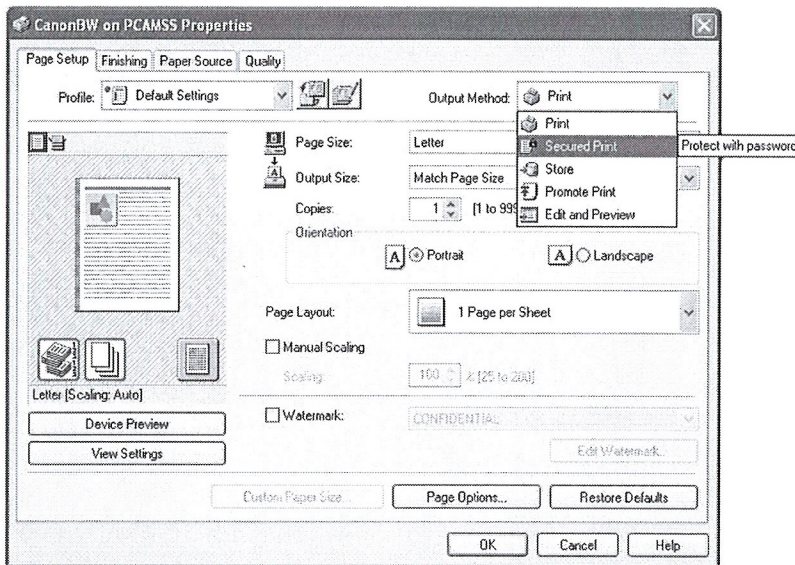 CanonBW on PCAMSS Properties
Page Setup Finishing Paper Source Quality
Profile: Default Settings
Output Method: Print
Print
Secured Print
Protect with password
Store
Promote Print
Edit and Preview
Page Size: Letter
Output Size: Match Page Size
Copies: 1 [1 to 999
Orientation
A Portrait A Landscape
Page Layout: 1 Page per Sheet
Manual Scaling
Scaling: 100 % [25 to 200]
Letter [Scaling: Auto]
Watermark: CONFIDENTIAL
Device Preview
View Settings
Edit Watermark...
Custom Paper Size... Page Options... Restore Defaults
OK Cancel Help